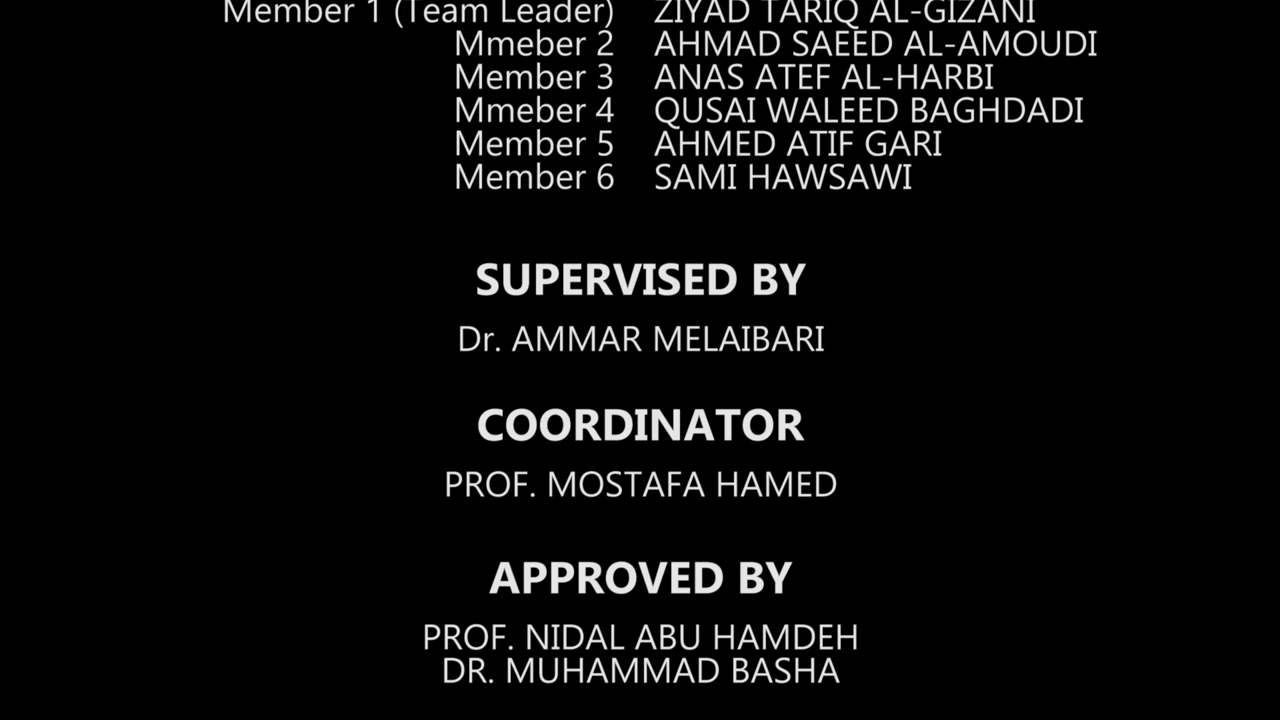 Member 1 (Team Leader) ZIYAD TARIQ AL-GIZANI
Mmeber 2 AHMAD SAEED AL-AMOUDI
Member 3 ANAS ATEF AL-HARBI
Mmeber 4 QUSAI WALEED BAGHDADI
Member 5 AHMED ATIF GARI
Member 6 SAMI HAWSAWI
SUPERVISED BY
Dr. AMMAR MELAIBARI
COORDINATOR
PROF. MOSTAFA HAMED
APPROVED BY
PROF. NIDAL ABU HAMDEH
DR. MUHAMMAD BASHA